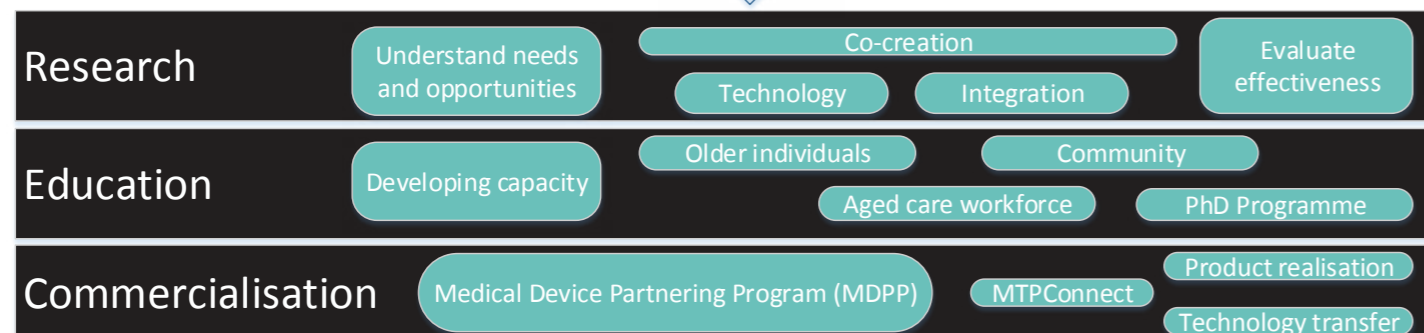 Research
Understand needs
and opportunities
Co-creation
Technology
Integration
Evaluate
effectiveness
Education
Developing capacity
Older individuals
Community
Aged care workforce
PhD Programme
Commercialisation
Medical Device Partnering Program (MDPP)
MTPConnect
Product realisation
Technology transfer